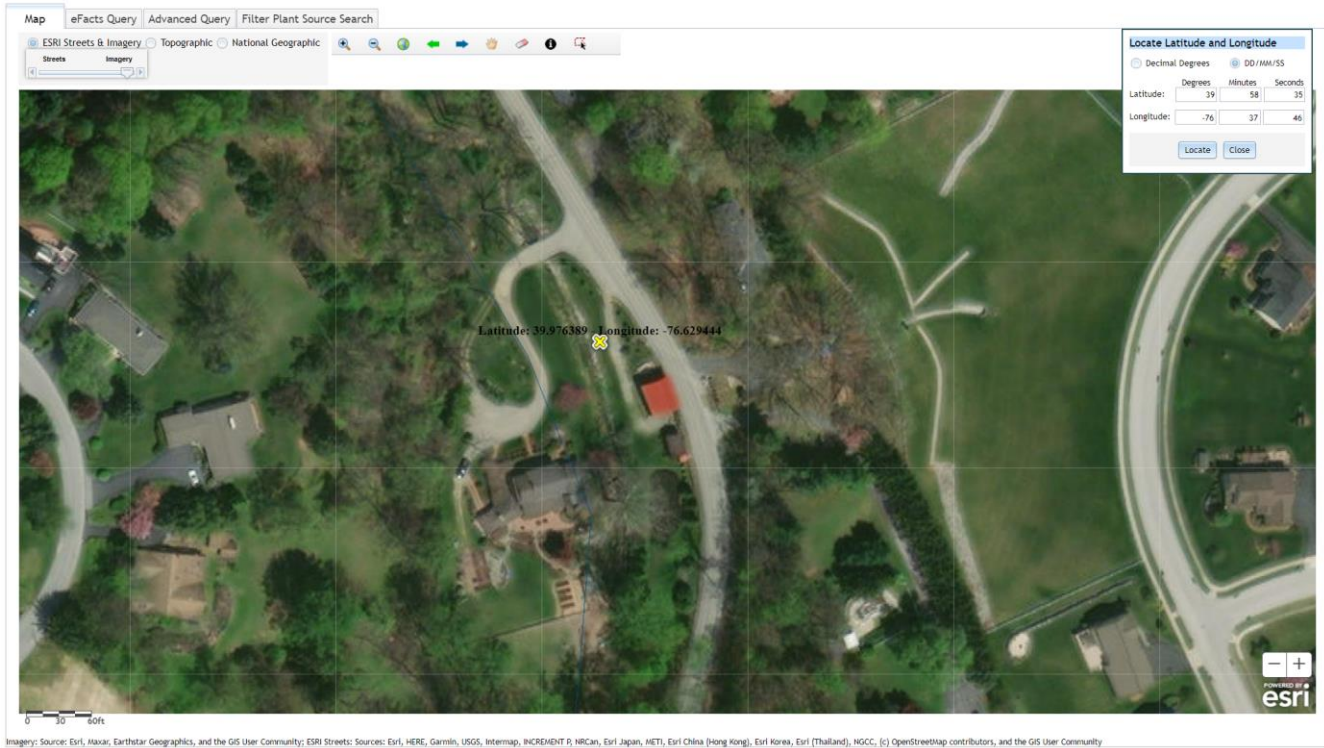 Map eFacts Query Advanced Query Filter Plant Source Search
ESRI Streets & Imagery Topographic National Geographic
Streets Imagery
Locate Latitude and Longitude
Decimal Degrees DD/MM/SS
Degrees Minutes Seconds
Latitude: 39 58 35
Longitude: -76 37 46
Locate Close
Latitude: 39.976389 - Longitude: -76.629444
POWERED BY
esri
0 30 60ft
Imagery: Source: Esri, Maxar, Earthstar Geographics, and the GIS User Community; ESRI Streets: Sources: Esri, HERE, Garmin, USGS, Intermap, INCREMENT P, NRCan, Esri Japan, METI, Esri China (Hong Kong), Esri Korea, Esri (Thailand), NGCC, (c) OpenStreetMap contributors, and the GIS User Community